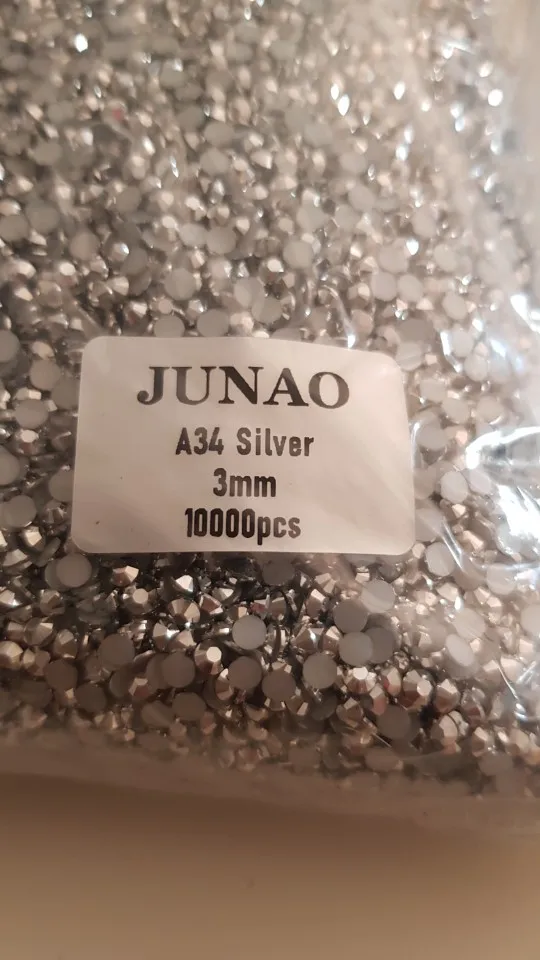 JUNAO
A34 Silver
3mm
10000pcs